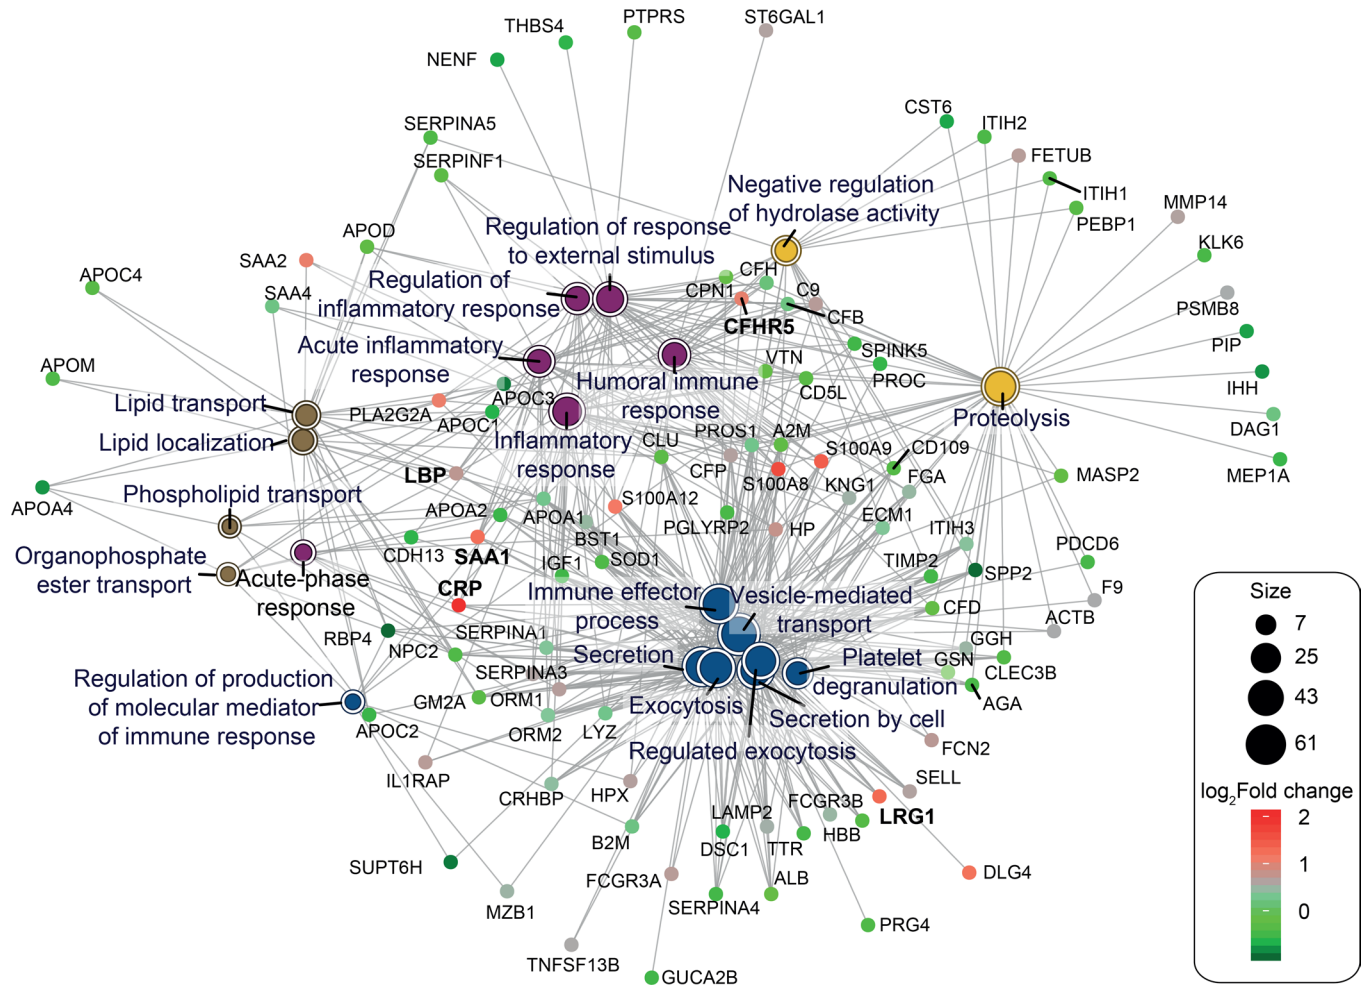 THBS4
PTPRS
ST6GAL1
NENF
CST6
ITIH2
SERPINA5
FETUB
SERPINF1
ITIH1
Negative regulation
of hydrolase activity
PEBP1
MMP14
Regulation of response
to external stimulus
APOD
KLK6
SAA2
APOC4
Regulation of
inflammatory response
CFH
CPN1
C9
SAA4
CFB
CFHR5
PSMB8
PIP
Acute inflammatory
response
VTN
SPINK5
PROC
APOM
Humoral immune
response
CD5L
IHH
Lipid transport
PLA2G2A
APOC3
APOC1
Proteolysis
DAG1
Lipid localization
Inflammatory
response
CLU
PROS1
A2M
CFP
S100A9
CD109
S100A8
FGA
KNG1
MASP2
MEP1A
LBP
Phospholipid transport
APOA4
APOA2
APOA1
S100A12
PGLYRP2
HP
ECM1
ITIH3
BST1
Organophosphate
ester transport
CDH13
SAA1
IGF1
SOD1
TIMP2
SPP2
PDCD6
Acute-phase
response
CRP
Immune effector
process
Vesicle-mediated
transport
CFD
F9
ACTB
RBP4
NPC2
SERPINA1
GGH
Secretion
Platelet
degranulation
GSN
CLEC3B
SERPINA3
Regulation of production
of molecular mediator
of immune response
GM2A
ORM1
AGA
Exocytosis
Secretion by cell
APOC2
ORM2
LYZ
Regulated exocytosis
FCN2
IL1RAP
CRHBP
HPX
SELL
LAMP2
FCGR3B
LRG1
B2M
DSC1
TTR
HBB
SUPT6H
FCGR3A
ALB
DLG4
MZB1
SERPINA4
PRG4
TNFSF13B
GUCA2B
Size
7
25
43
61
log2Fold change
2
1
0